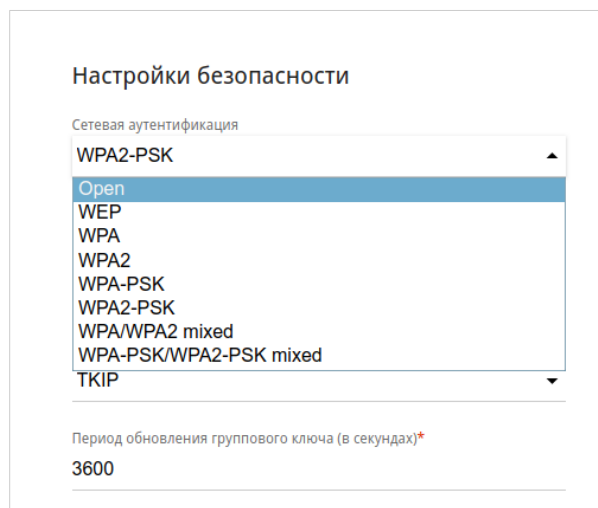 Настройки безопасности
Сетевая аутентификация
WPA2-PSK
Open
WEP
WPA
WPA2
WPA-PSK
WPA2-PSK
WPA/WPA2 mixed
WPA-PSK/WPA2-PSK mixed
TKIP
Период обновления группового ключа (в секундах)*
3600